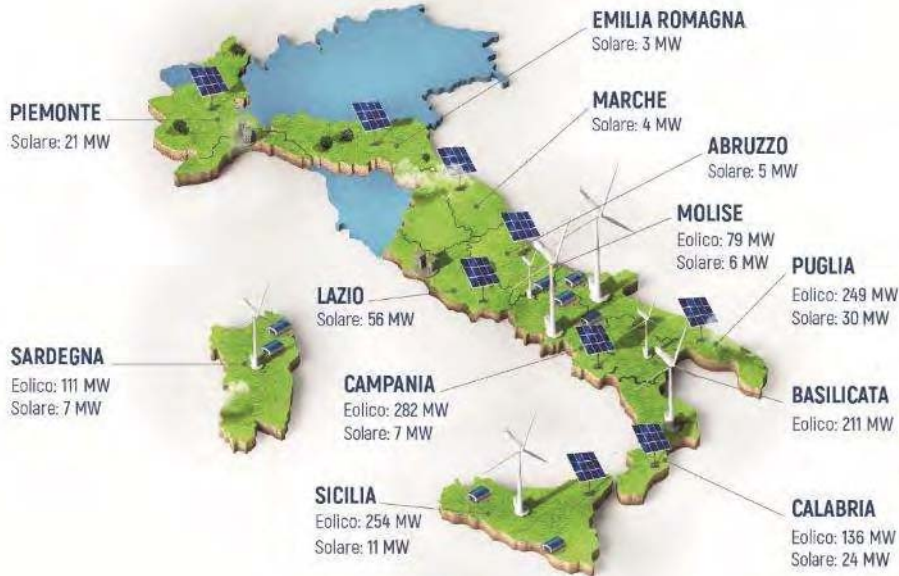 EMILIA ROMAGNA
Solare: 3 MW
PIEMONTE
Solare: 21 MW
MARCHE
Solare: 4 MW
ABRUZZO
Solare: 5 MW
MOLISE
Eolico: 79 MW
Solare: 6 MW
PUGLIA
Eolico: 249 MW
Solare: 30 MW
LAZIO
Solare: 56 MW
SARDEGNA
Eolico: 111 MW
Solare: 7 MW
CAMPANIA
Eolico: 282 MW
Solare: 7 MW
BASILICATA
Eolico: 211 MW
SICILIA
Eolico: 254 MW
Solare: 11 MW
CALABRIA
Eolico: 136 MW
Solare: 24 MW